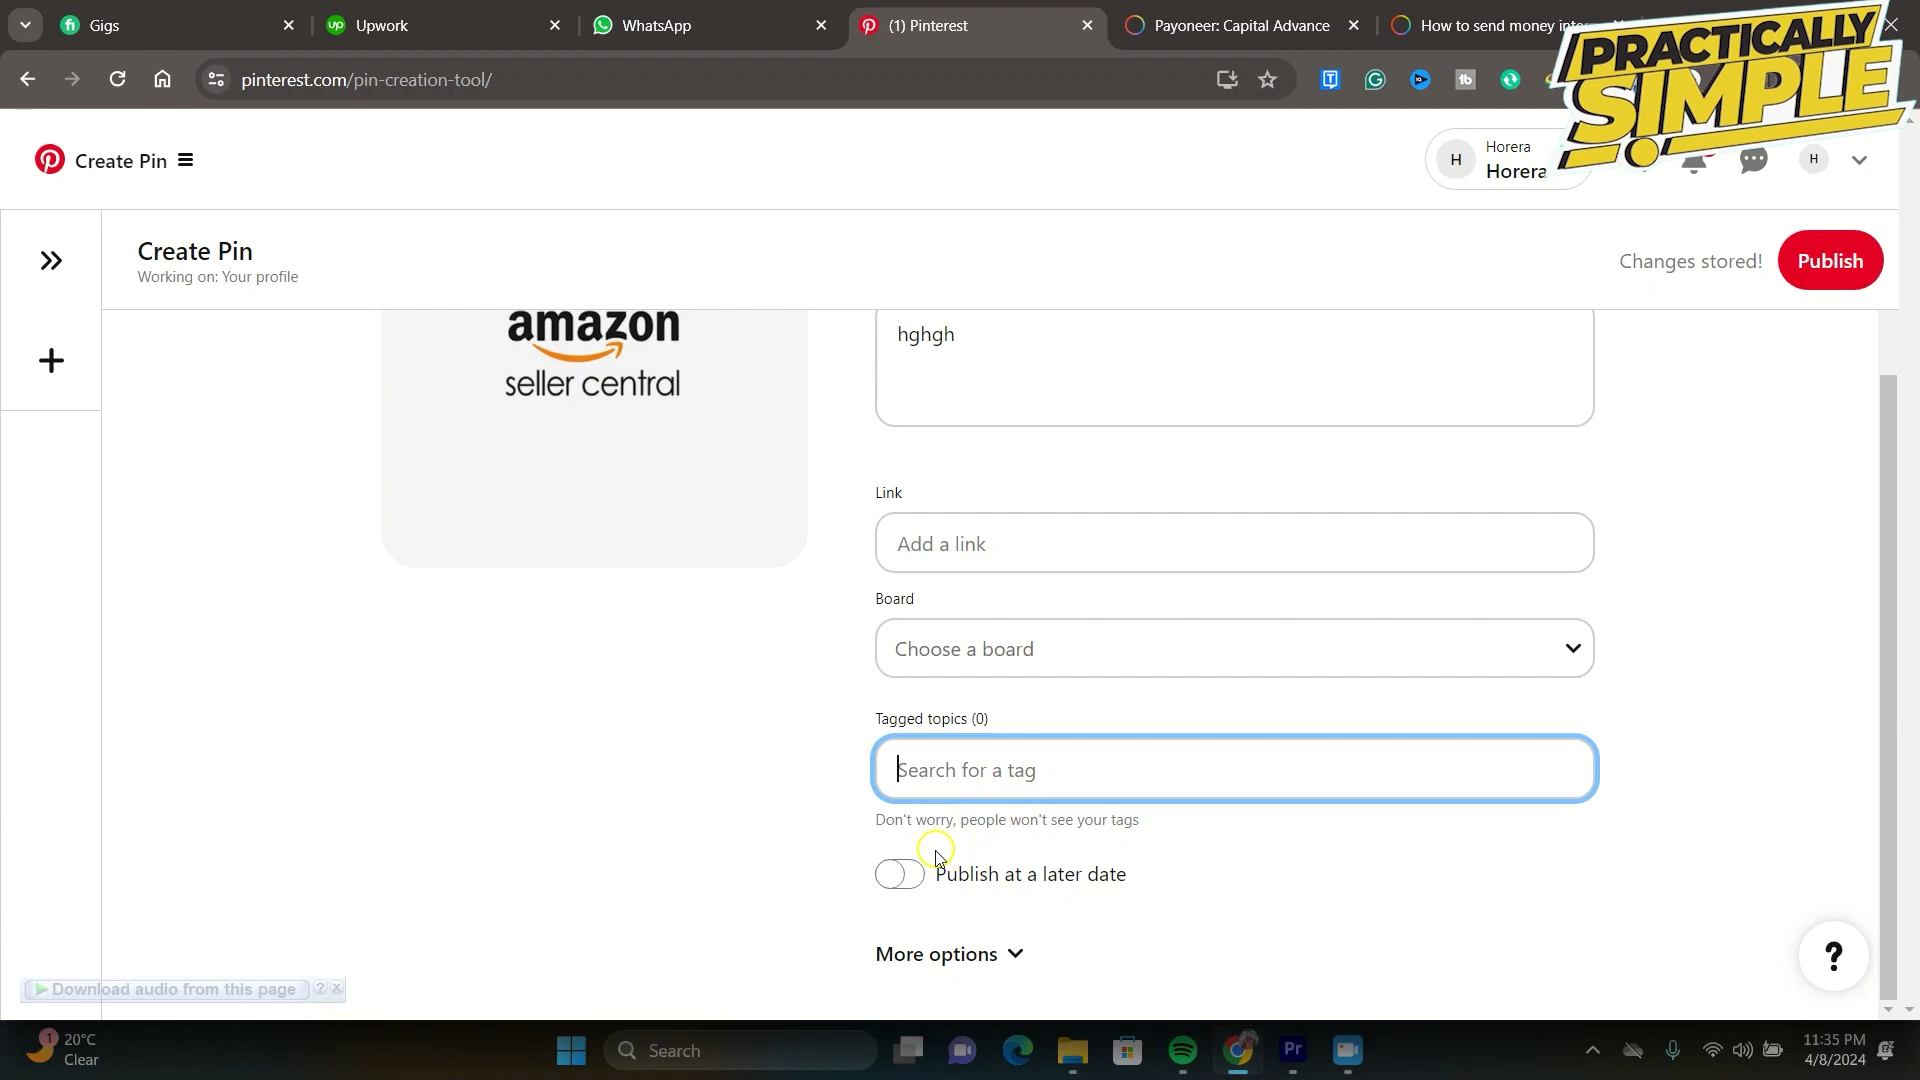 Gigs
Upwork
WhatsApp
(1) Pinterest
Payoneer: Capital Advance
How to send money inte
PRACTICALLY
SIMPLE
pinterest.com/pin-creation-tool/
Create Pin
H
Horera
Horera
H
Create Pin
Working on: Your profile
Changes stored!
Publish
amazon
seller central
hghgh
Link
Add a link
Board
Choose a board
Tagged topics (0)
Search for a tag
Don't worry, people won't see your tags
Publish at a later date
More options
?
Download audio from this page ? x
1
20°C
Clear
Search
Pr
11:35 PM
4/8/2024